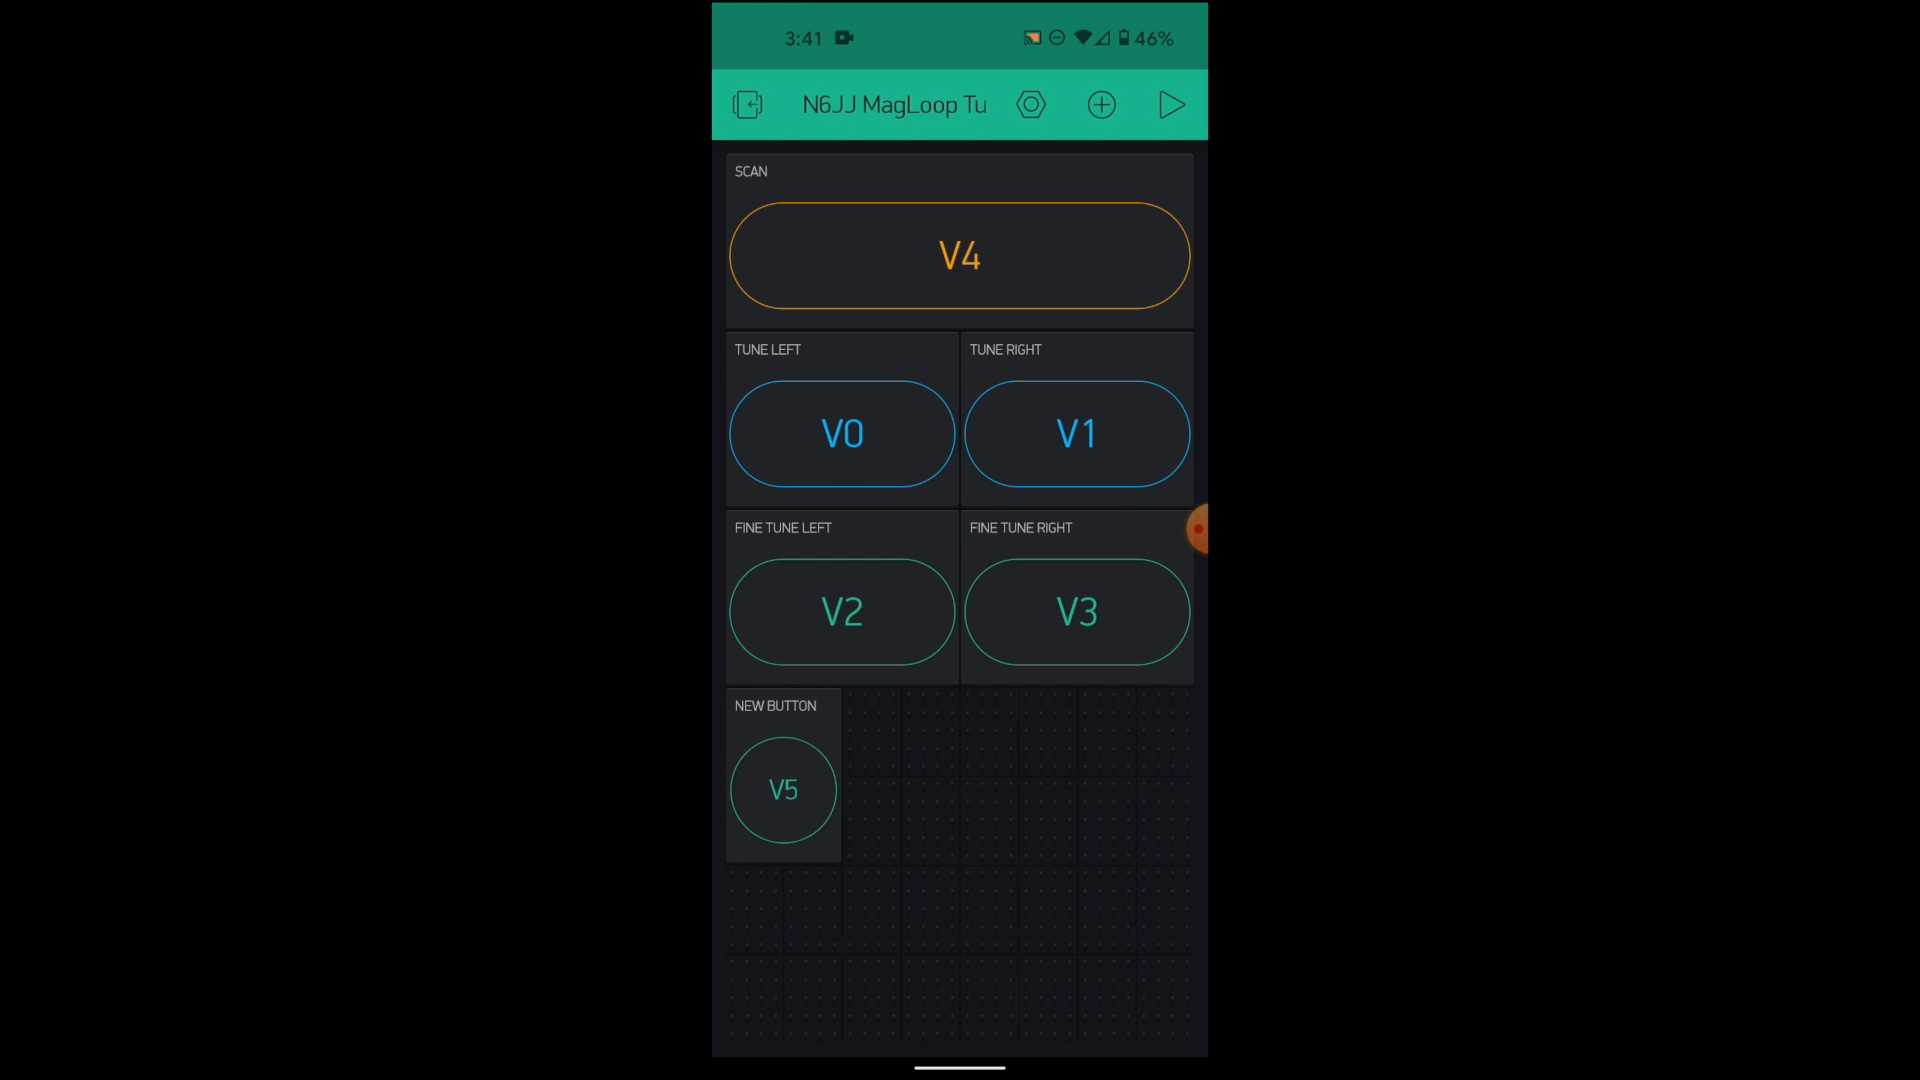 3:41 46%
N6JJ MagLoop Tu
SCAN
V4
TUNE LEFT TUNE RIGHT
V0 V1
FINE TUNE LEFT FINE TUNE RIGHT
V2 V3
NEW BUTTON
V5